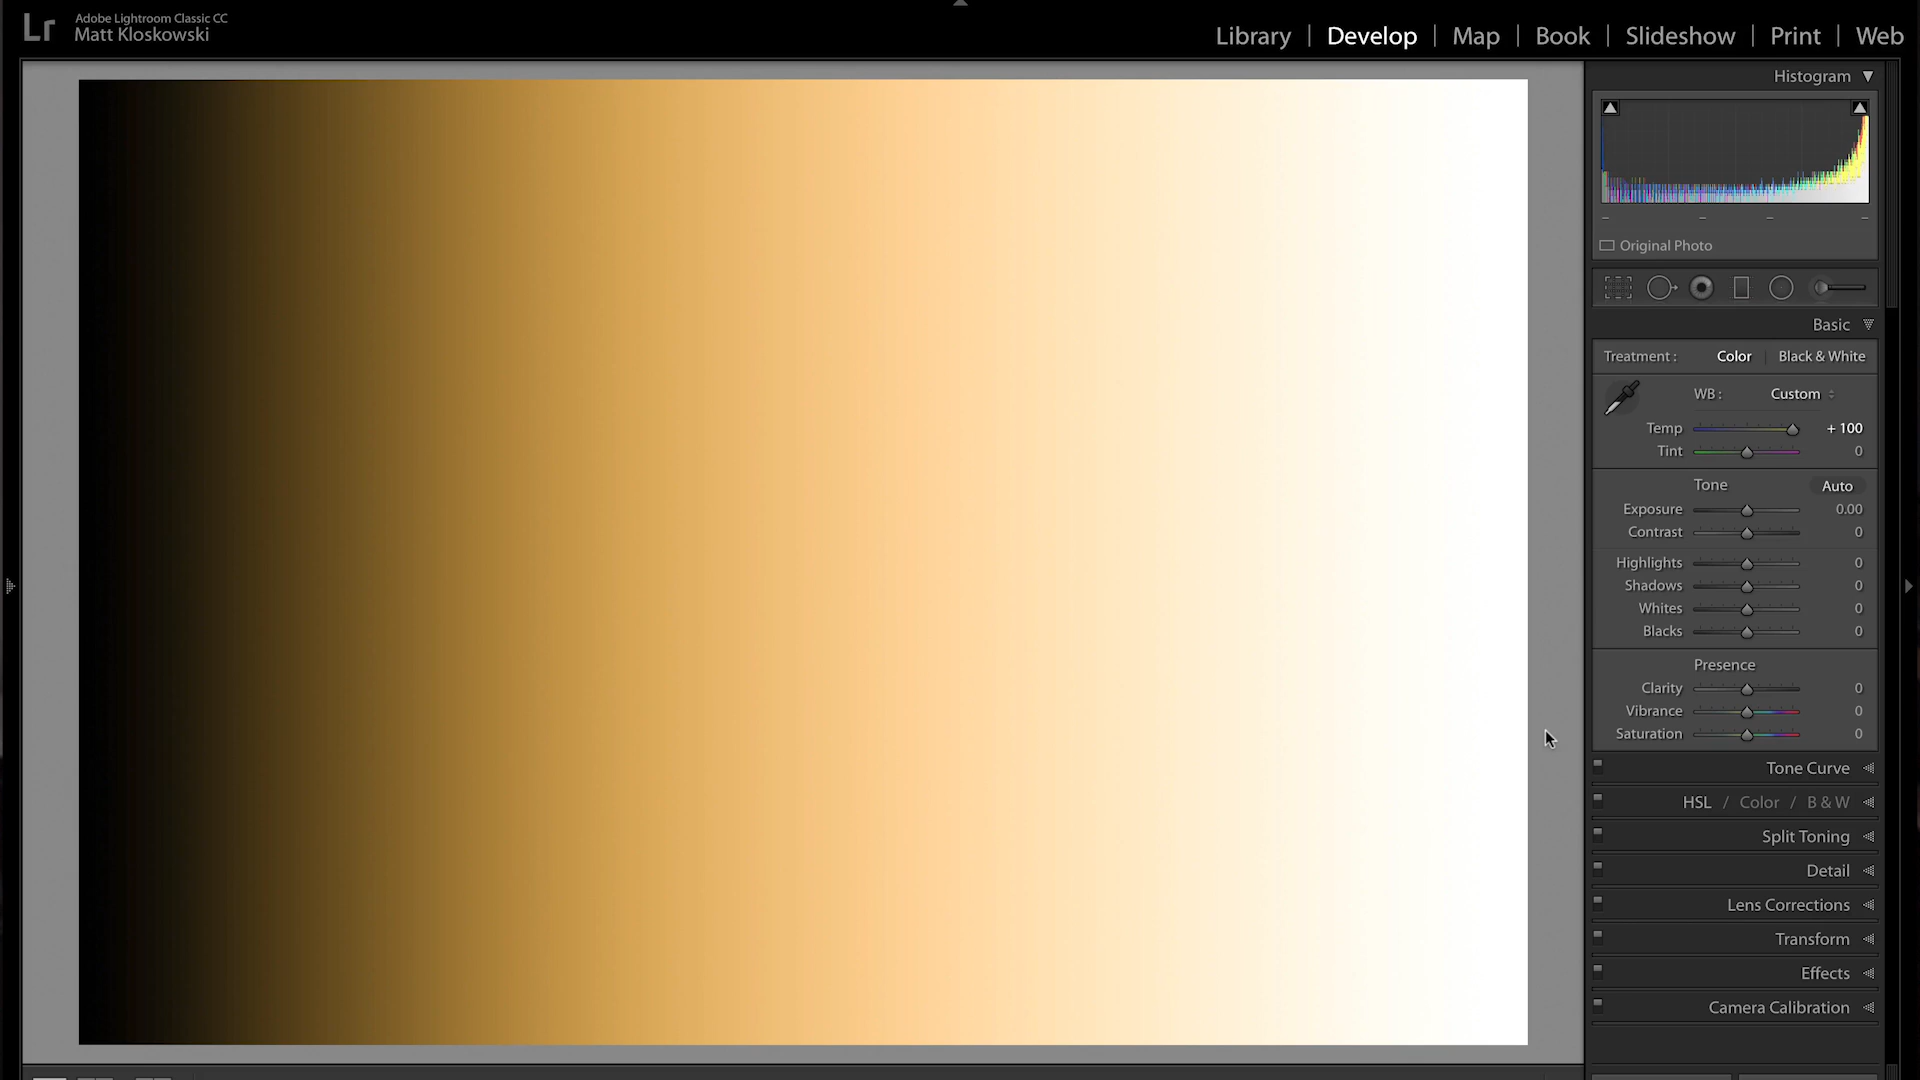 Lr
Adobe Lightroom Classic CC
Matt Kloskowski
Library | Develop | Map | Book | Slideshow | Print | Web
Histogram
Original Photo
Basic
Treatment : Color | Black & White
WB : Custom
Temp + 100
Tint 0
Tone Auto
Exposure 0.00
Contrast 0
Highlights 0
Shadows 0
Whites 0
Blacks 0
Presence
Clarity 0
Vibrance 0
Saturation 0
Tone Curve
HSL / Color / B & W
Split Toning
Detail
Lens Corrections
Transform
Effects
Camera Calibration